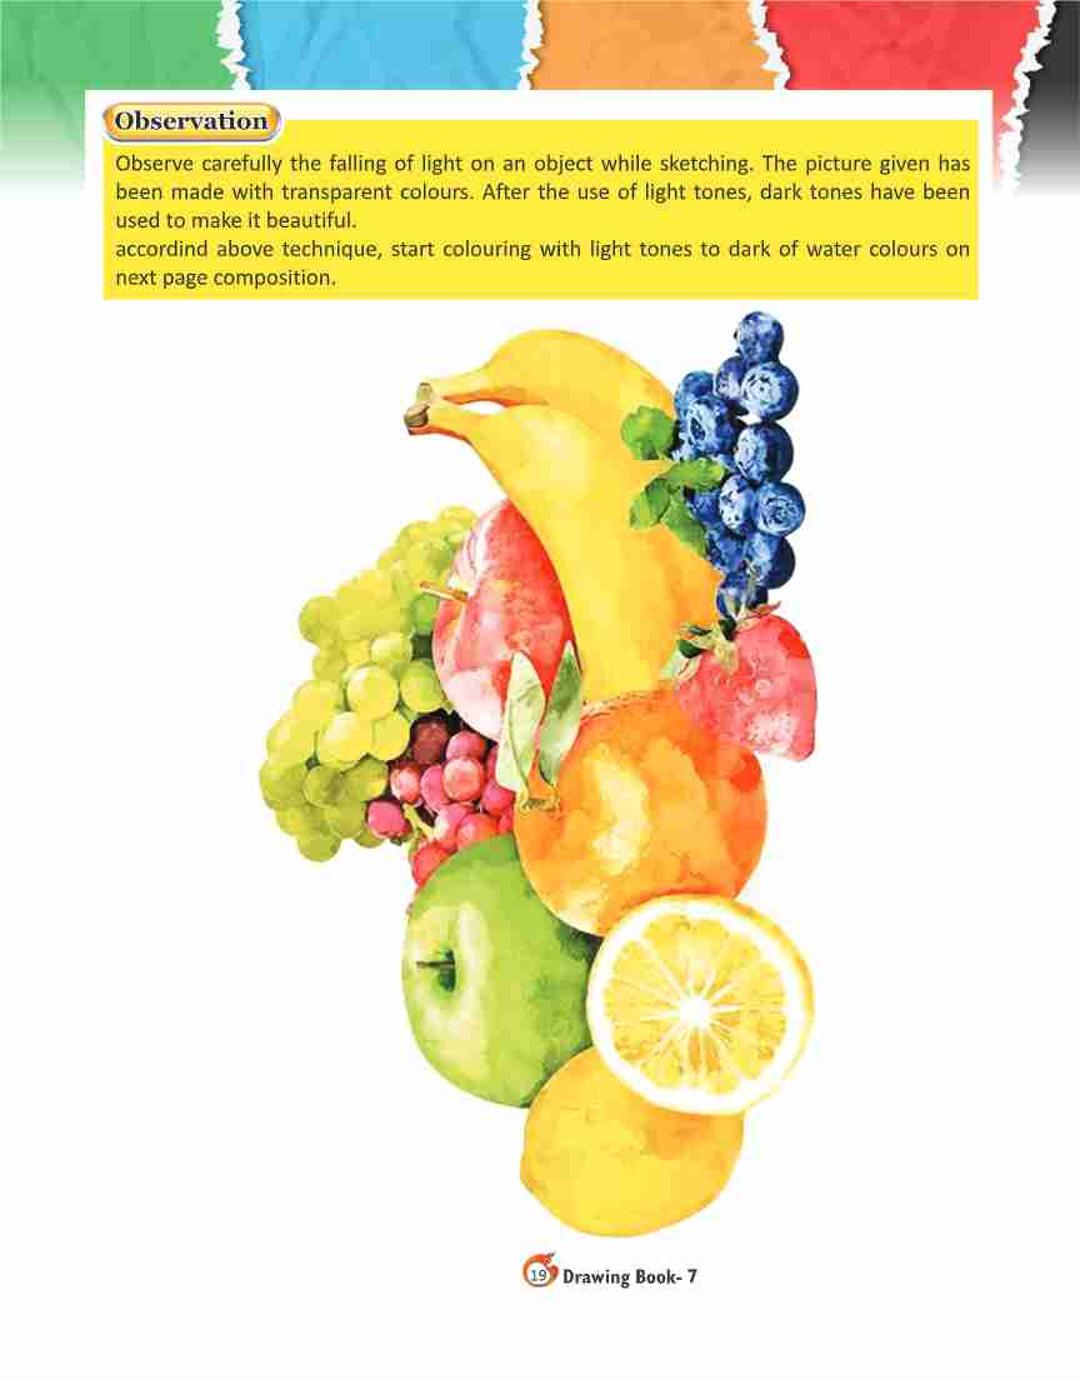 Observation
Observe carefully the falling of light on an object while sketching. The picture given has
been made with transparent colours. After the use of light tones, dark tones have been
used to make it beautiful.
accordind above technique, start colouring with light tones to dark of water colours on
next page composition.
19 Drawing Book- 7